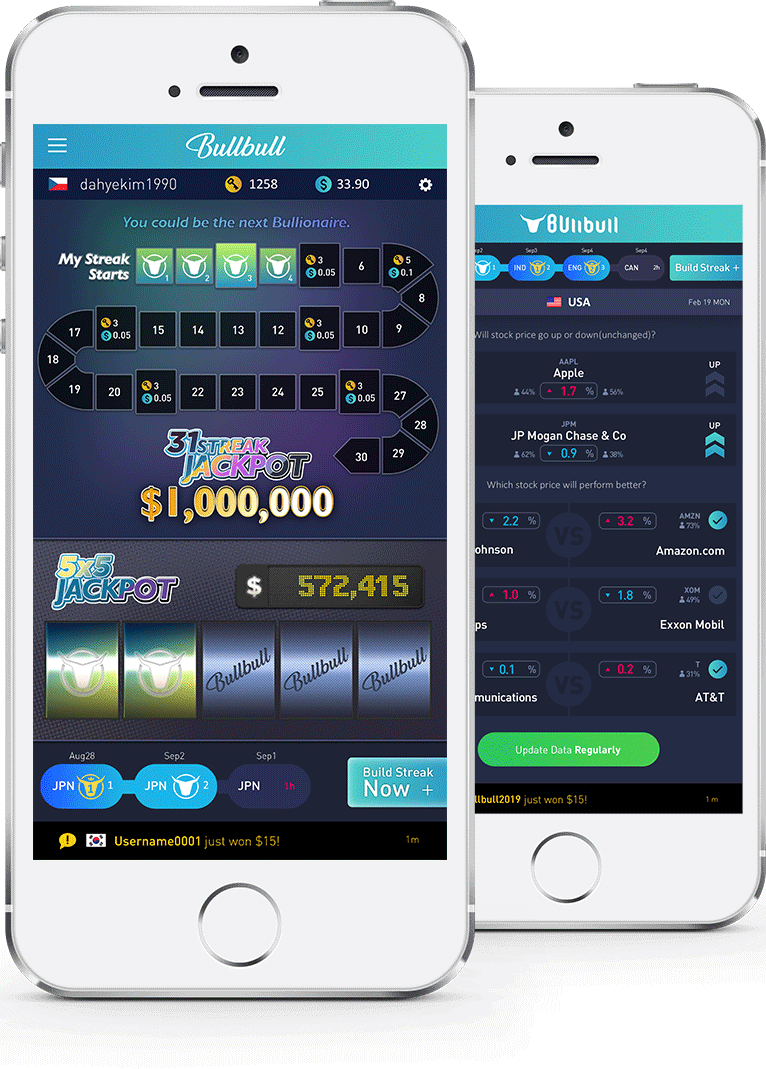 Bullbull
dahyekim1990 1258 $ 33.90
You could be the next Bullionaire.
My Streak
Starts
1 2 3 4 3 $ 0.05 6 5 $ 0.1
8
17 3 $ 0.05 15 14 13 12 3 $ 0.05 10 9
18
19 20 3 $ 0.05 22 23 24 25 3 $ 0.05 27
28
30 29
31STREAK
JACKPOT
$1,000,000
5x5
JACKPOT
$ 572,415
Bullbull Bullbull Bullbull
Aug28 Sep2 Sep1
JPN 1 1 JPN 2 JPN 1h
Build Streak
Now +
! Username0001 just won $15! 1m
BUllbull
Sep3 Sep4 Sep4
1 IND 2 ENG 3 CAN 2h Build Streak +
USA Feb 19 MON
Will stock price go up or down(unchanged)?
AAPL
Apple
44% 1.7 % 56%
UP
JPM
JP Mogan Chase & Co
62% 0.9 % 38%
UP
Which stock price will perform better?
2.2 % VS 3.2 % AMZN 73%
ohnson Amazon.com
1.0 % VS 1.8 % XOM 49%
ps Exxon Mobil
0.1 % VS 0.2 % T 31%
munications AT&T
Update Data Regularly
llbull2019 just won $15! 1m